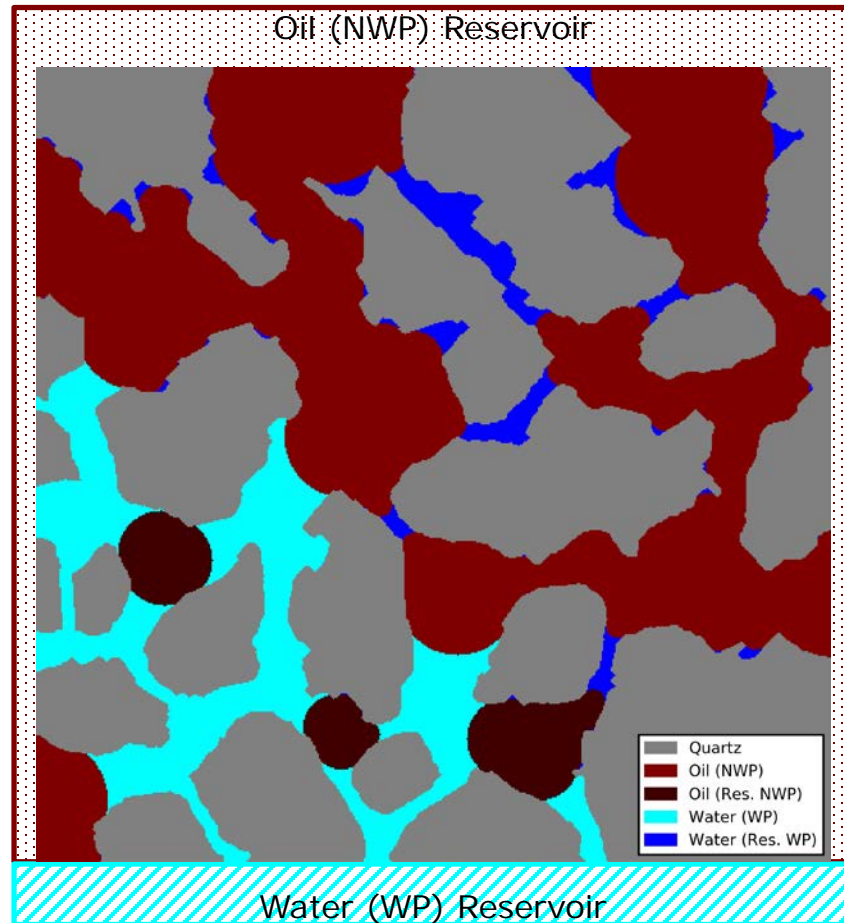 Oil (NWP) Reservoir
Quartz
Oil (NWP)
Oil (Res. NWP)
Water (WP)
Water (Res. WP)
Water (WP) Reservoir